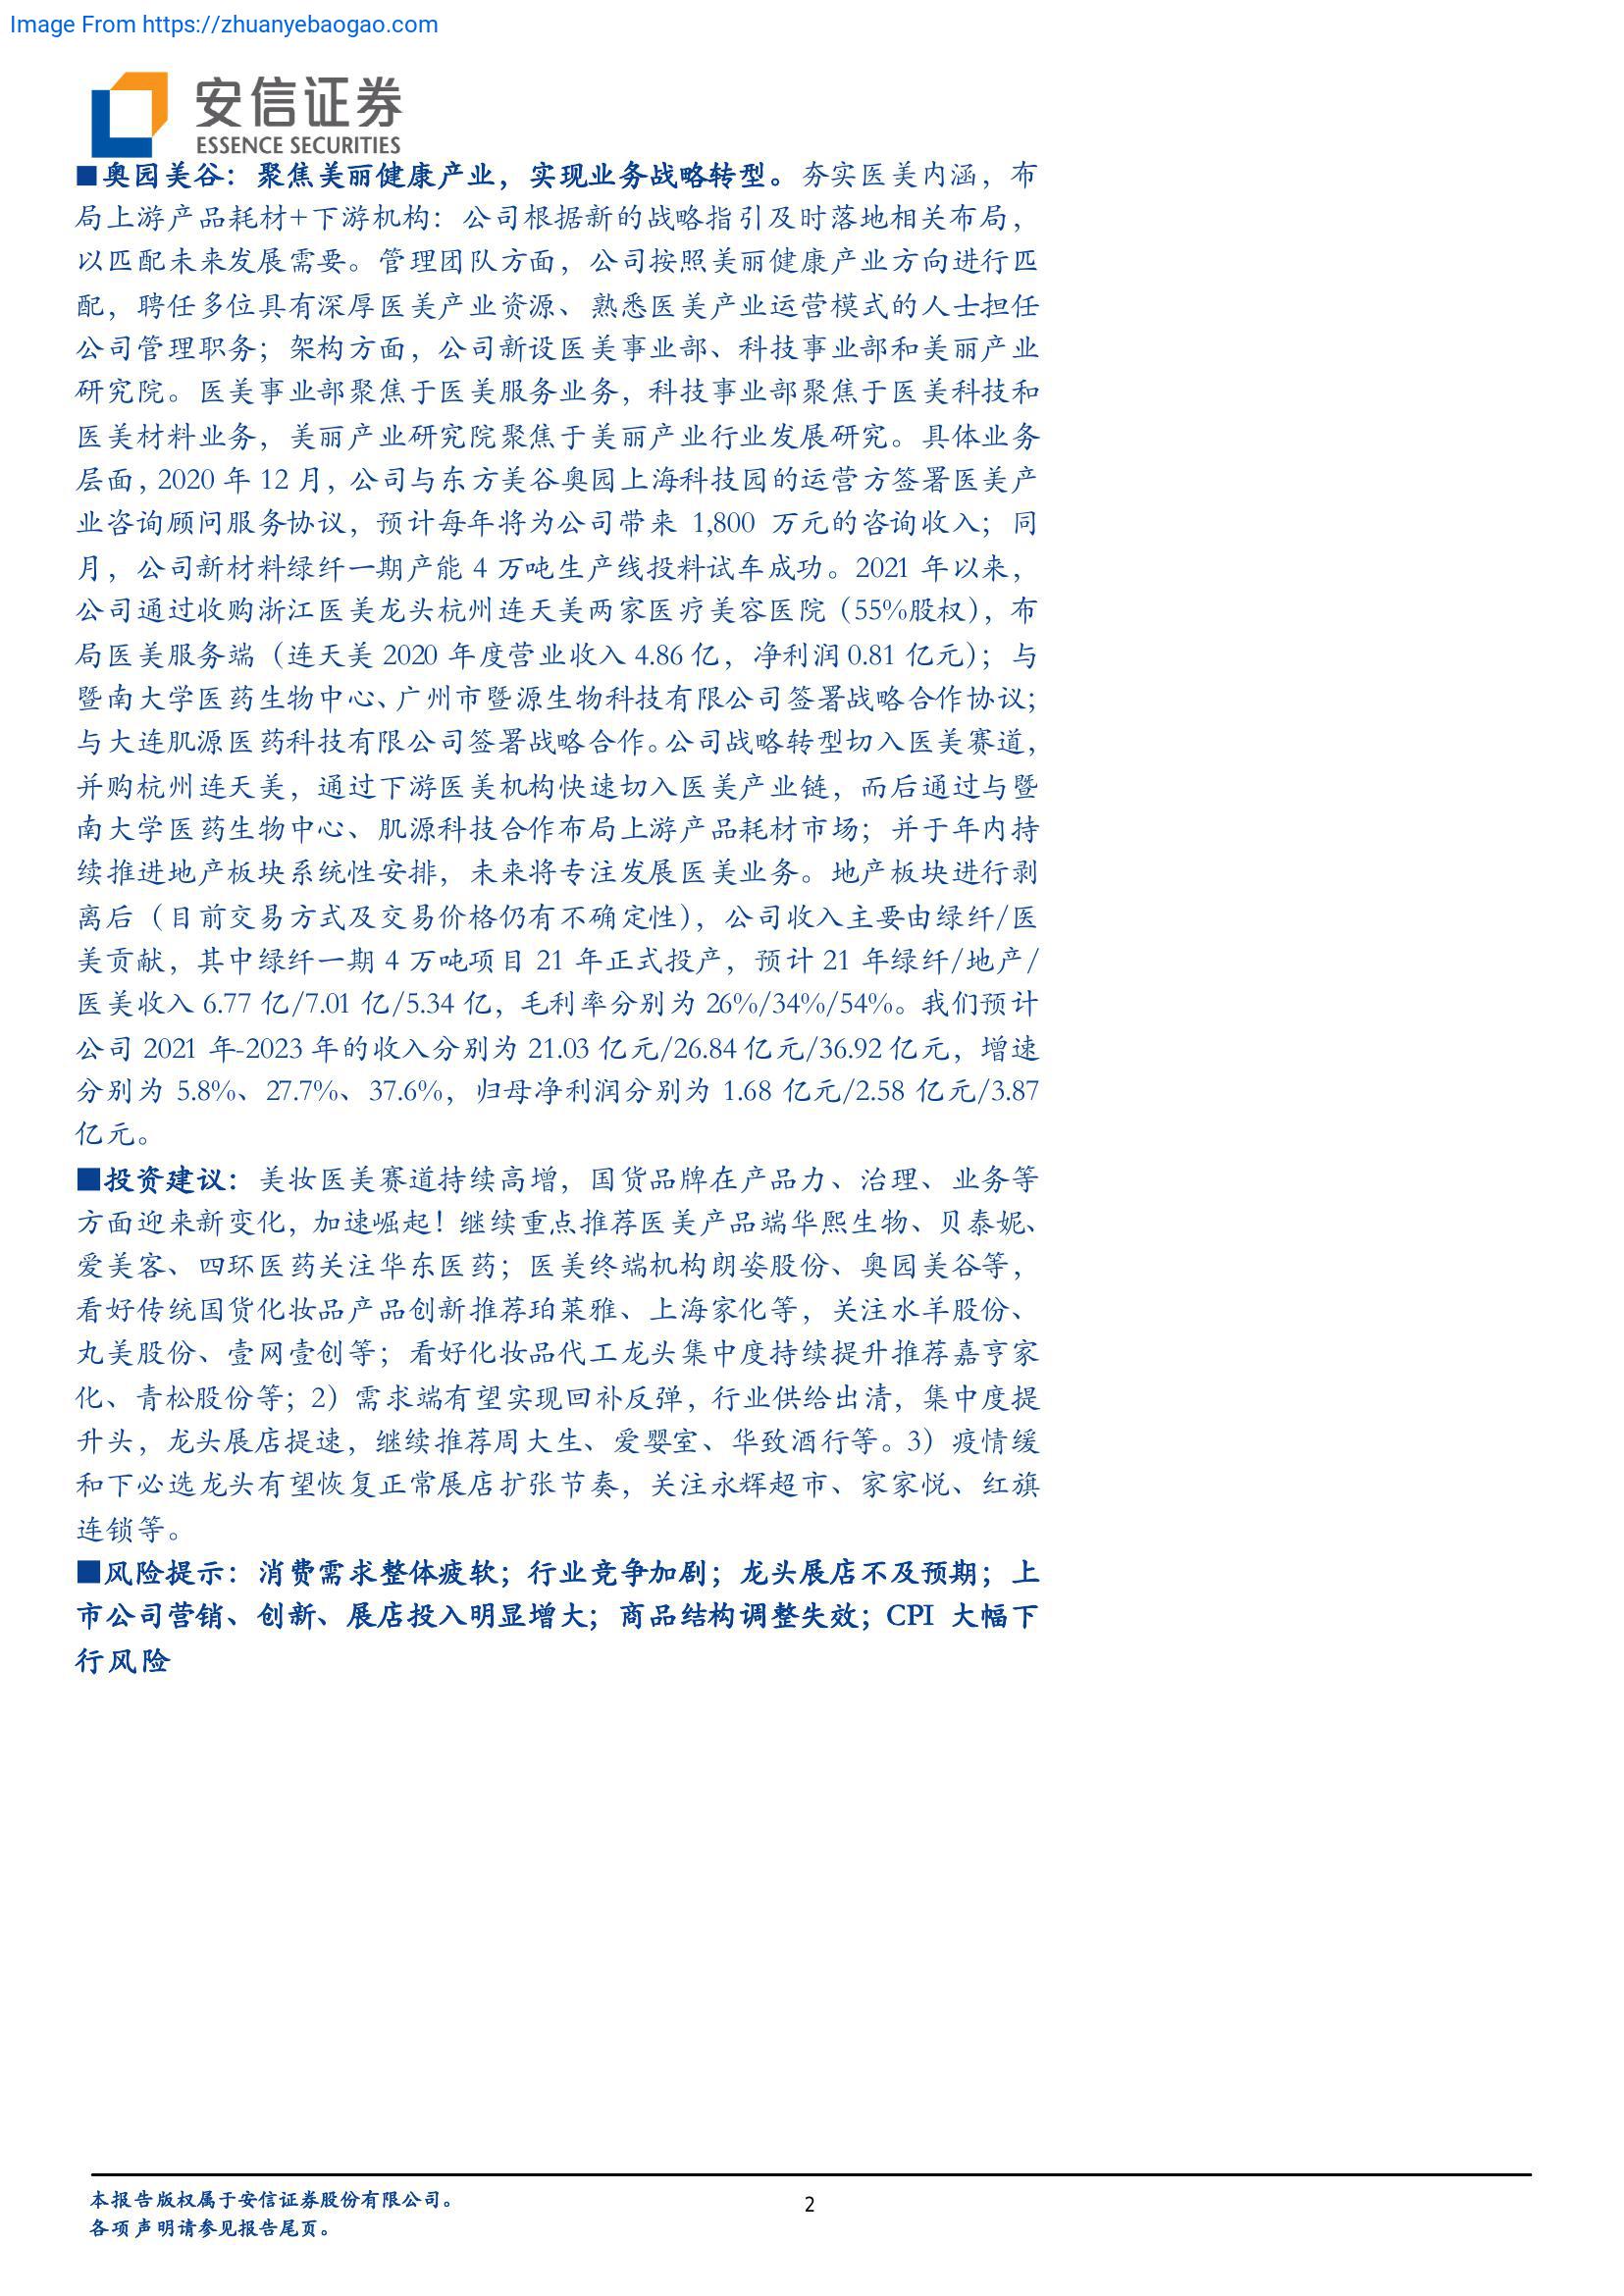 Image From https://zhuanyebaogao.com
安信证券
ESSENCE SECURITIES
■奥园美谷：聚焦美丽健康产业，实现业务战略转型。夯实医美内涵，布
局上游产品耗材+下游机构：公司根据新的战略指引及时落地相关布局，
以匹配未来发展需要。管理团队方面，公司按照美丽健康产业方向进行匹
配，聘任多位具有深厚医美产业资源、熟悉医美产业运营模式的人士担任
公司管理职务；架构方面，公司新设医美事业部、科技事业部和美丽产业
研究院。医美事业部聚焦于医美服务业务，科技事业部聚焦于医美科技和
医美材料业务，美丽产业研究院聚焦于美丽产业行业发展研究。具体业务
层面，2020 年 12 月，公司与东方美谷奥园上海科技园的运营方签署医美产
业咨询顾问服务协议，预计每年将为公司带来 1,800 万元的咨询收入；同
月，公司新材料绿纤一期产能 4 万吨生产线投料试车成功。2021 年以来，
公司通过收购浙江医美龙头杭州连天美两家医疗美容医院（55%股权），布
局医美服务端（连天美 2020 年度营业收入 4.86 亿，净利润 0.81 亿元）；与
暨南大学医药生物中心、广州市暨源生物科技有限公司签署战略合作协议；
与大连肌源医药科技有限公司签署战略合作。公司战略转型切入医美赛道，
并购杭州连天美，通过下游医美机构快速切入医美产业链，而后通过与暨
南大学医药生物中心、肌源科技合作布局上游产品耗材市场；并于年内持
续推进地产板块系统性安排，未来将专注发展医美业务。地产板块进行剥
离后（目前交易方式及交易价格仍有不确定性），公司收入主要由绿纤/医
美贡献，其中绿纤一期 4 万吨项目 21 年正式投产，预计 21 年绿纤/地产/
医美收入 6.77 亿/7.01 亿/5.34 亿，毛利率分别为 26%/34%/54%。我们预计
公司 2021 年-2023 年的收入分别为 21.03 亿元/26.84 亿元/36.92 亿元，增速
分别为 5.8%、27.7%、37.6%，归母净利润分别为 1.68 亿元/2.58 亿元/3.87
亿元。
■投资建议：美妆医美赛道持续高增，国货品牌在产品力、治理、业务等
方面迎来新变化，加速崛起！继续重点推荐医美产品端华熙生物、贝泰妮、
爱美客、四环医药关注华东医药；医美终端机构朗姿股份、奥园美谷等，
看好传统国货化妆品产品创新推荐珀莱雅、上海家化等，关注水羊股份、
丸美股份、壹网壹创等；看好化妆品代工龙头集中度持续提升推荐嘉亨家
化、青松股份等；2）需求端有望实现回补反弹，行业供给出清，集中度提
升头，龙头展店提速，继续推荐周大生、爱婴室、华致酒行等。3）疫情缓
和下必选龙头有望恢复正常展店扩张节奏，关注永辉超市、家家悦、红旗
连锁等。
■风险提示：消费需求整体疲软；行业竞争加剧；龙头展店不及预期；上
市公司营销、创新、展店投入明显增大；商品结构调整失效；CPI 大幅下
行风险
本报告版权属于安信证券股份有限公司。
各项声明请参见报告尾页。
2